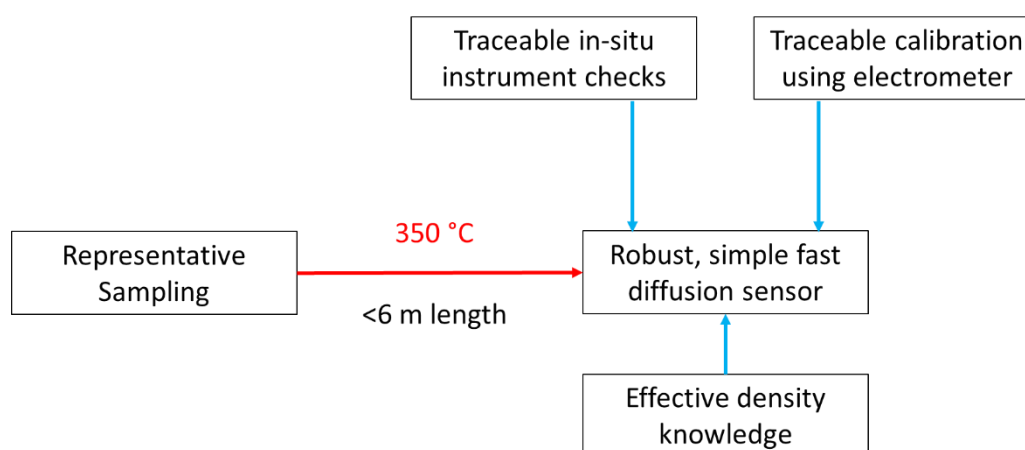 Traceable in-situ
instrument checks
Traceable calibration
using electrometer
350 °C
Representative
Sampling
<6 m length
Robust, simple fast
diffusion sensor
Effective density
knowledge